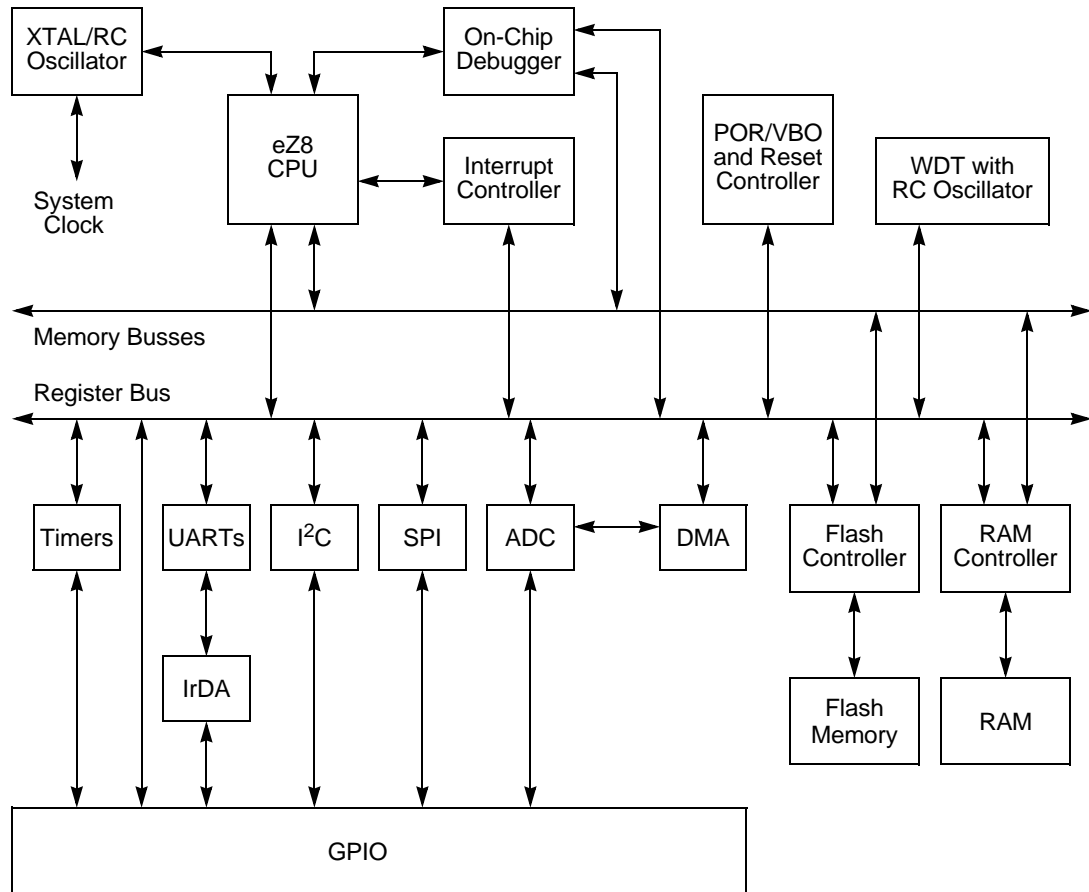 XTAL/RC
Oscillator
On-Chip
Debugger
eZ8
CPU
Interrupt
Controller
POR/VBO
and Reset
Controller
WDT with
RC Oscillator
System
Clock
Memory Busses
Register Bus
Timers
UARTs
I²C
SPI
ADC
DMA
Flash
Controller
RAM
Controller
IrDA
Flash
Memory
RAM
GPIO